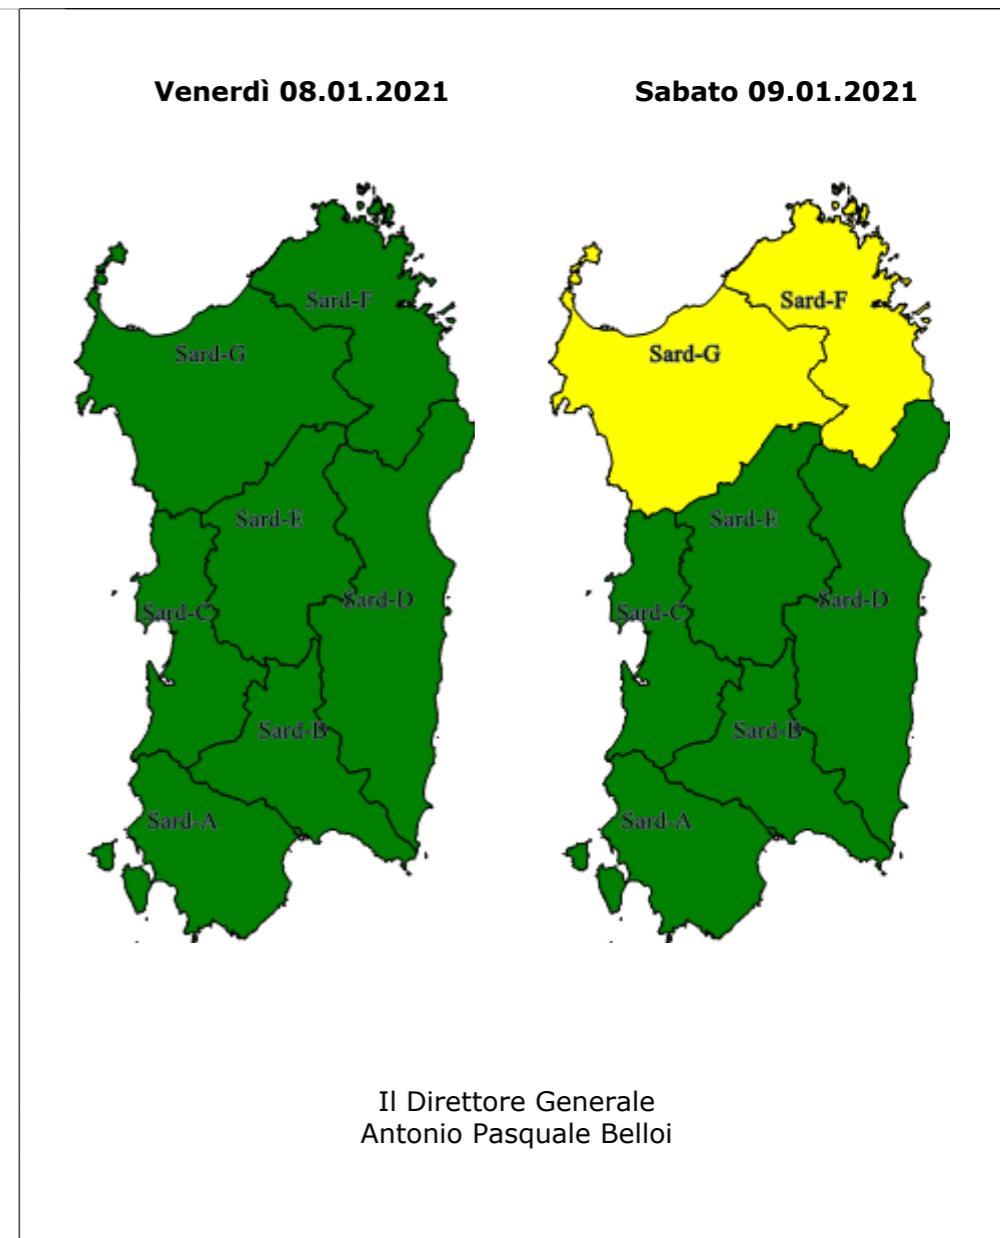 Venerdì 08.01.2021
Sabato 09.01.2021
Sard-F
Sard-G
Sard-E
Sard-D
Sard-C
Sard-B
Sard-A
Sard-F
Sard-G
Sard-E
Sard-D
Sard-C
Sard-B
Sard-A
Il Direttore Generale
Antonio Pasquale Belloi